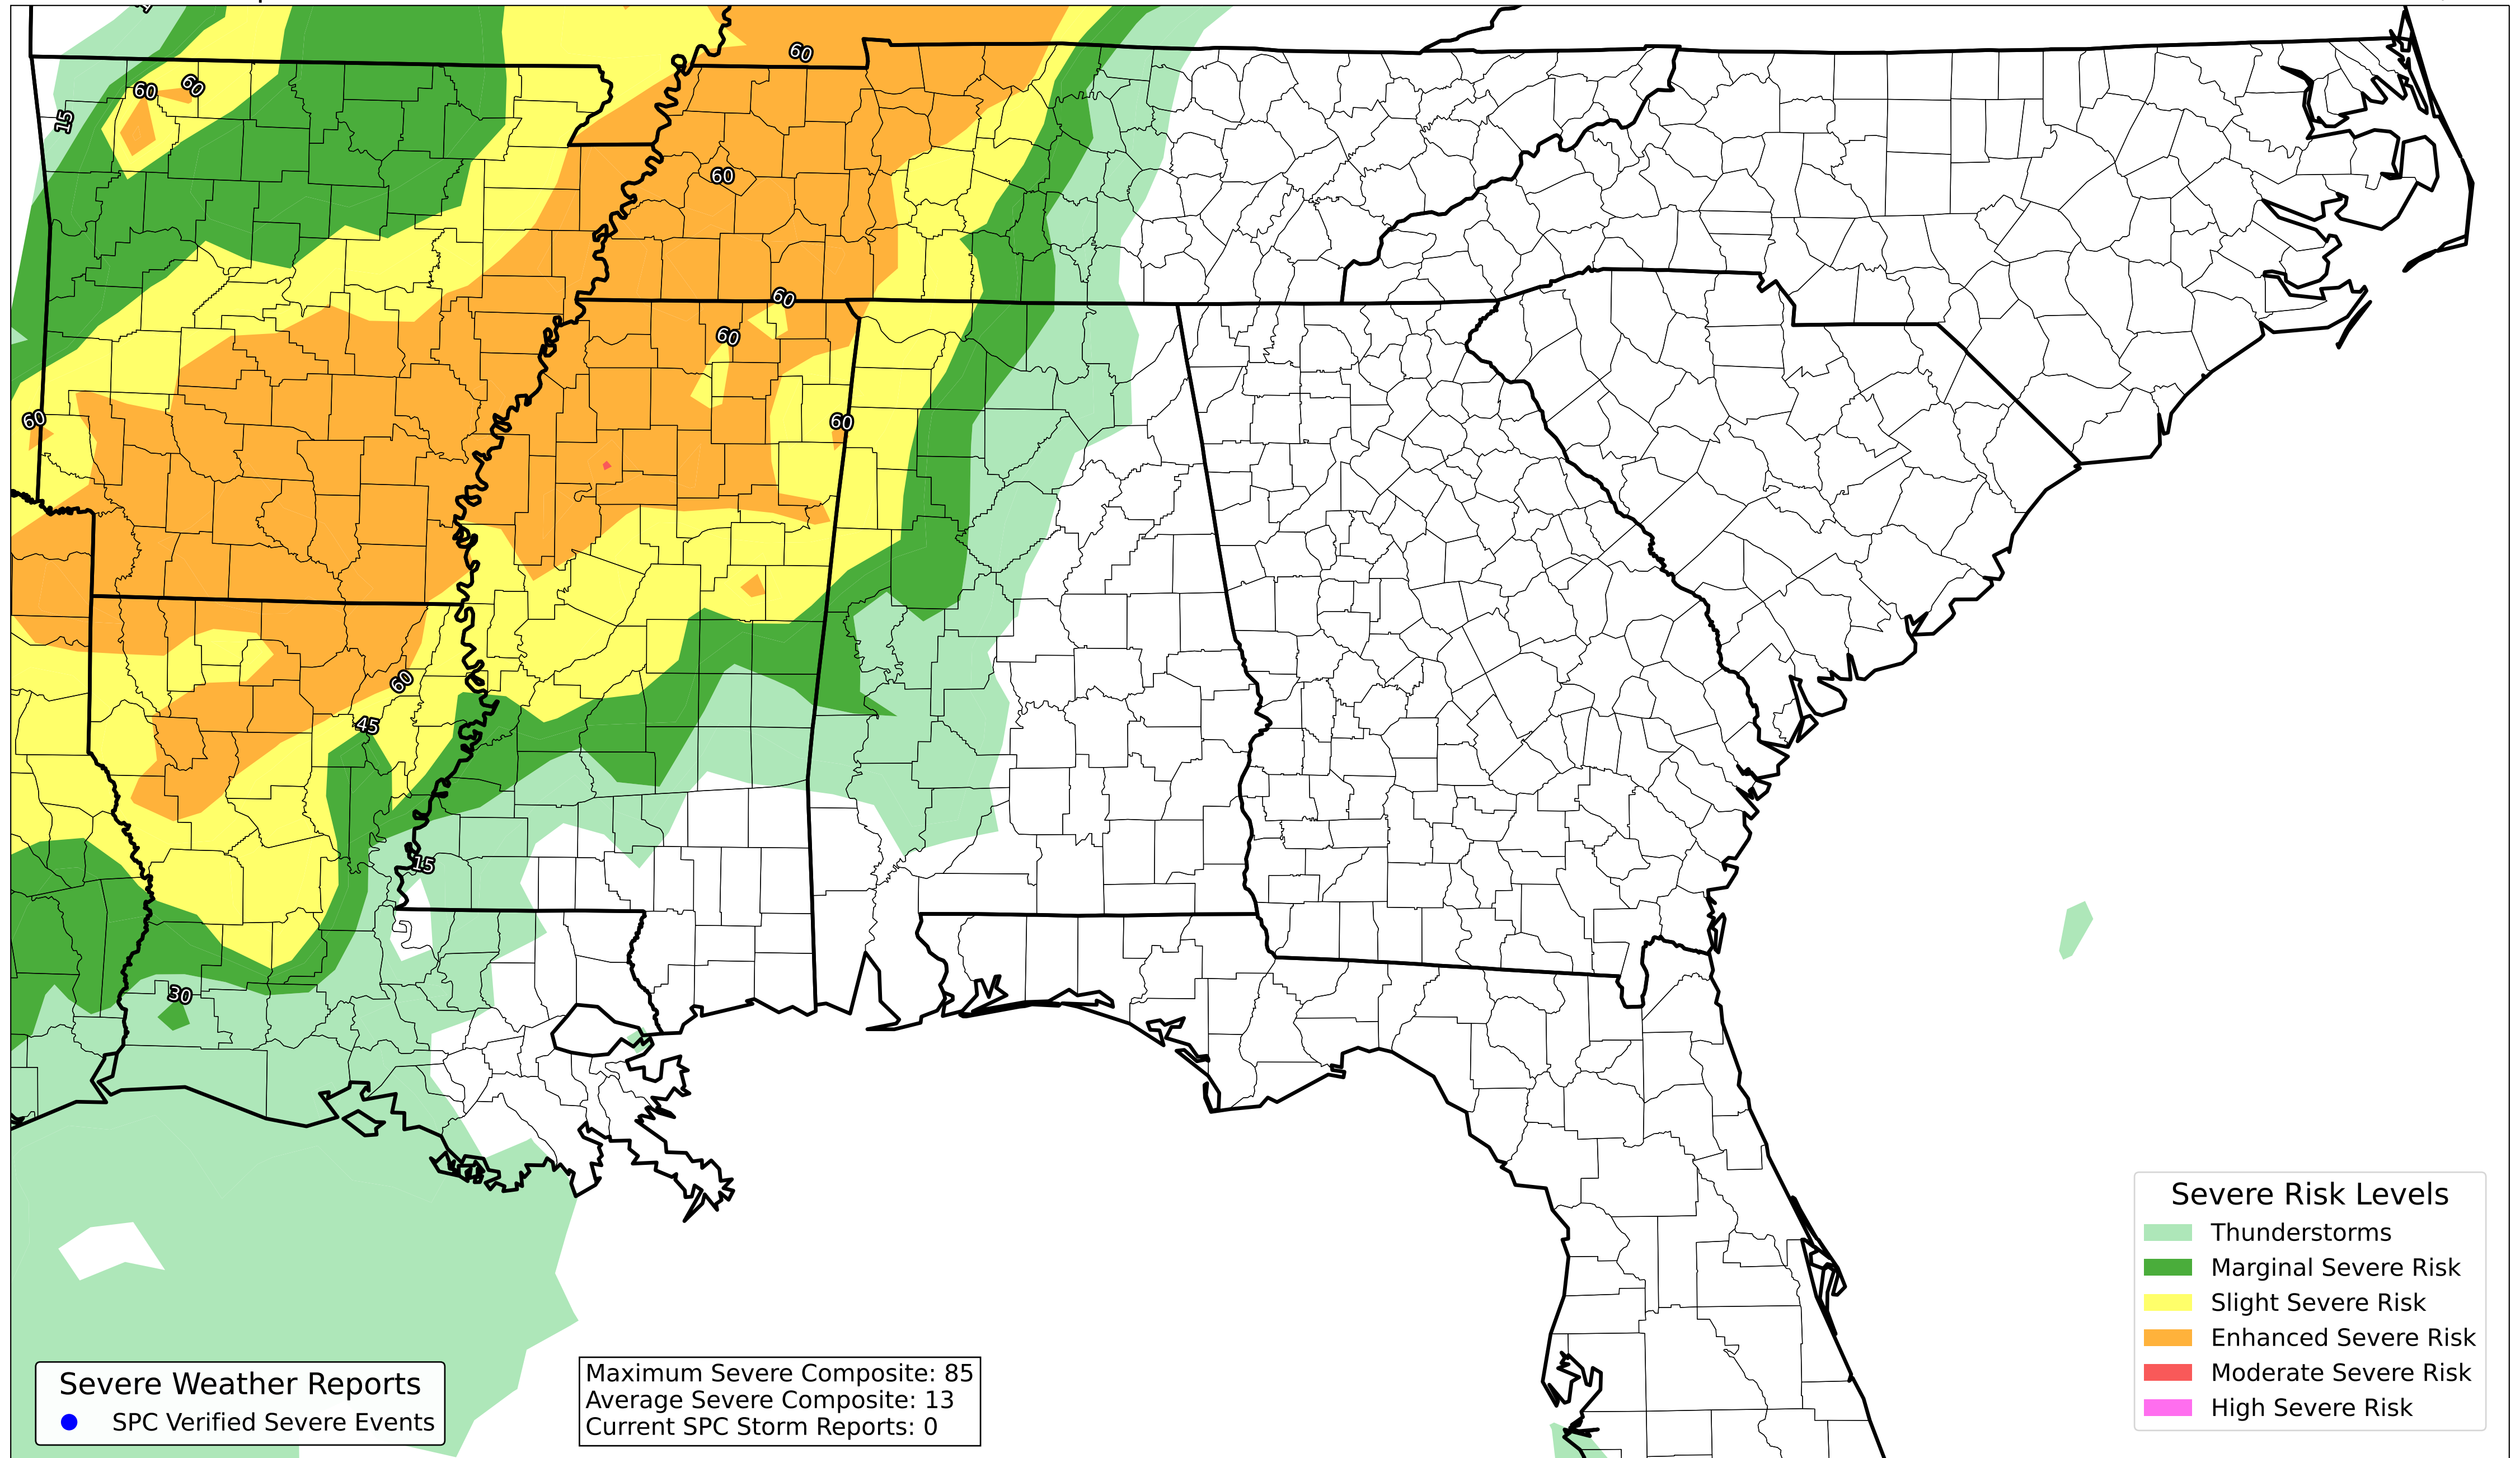 60
60
60
15
60
60
60
60
60
60
45
15
30
Severe Risk Levels
Thunderstorms
Marginal Severe Risk
Slight Severe Risk
Enhanced Severe Risk
Moderate Severe Risk
High Severe Risk
Severe Weather Reports
SPC Verified Severe Events
Maximum Severe Composite: 85
Average Severe Composite: 13
Current SPC Storm Reports: 0